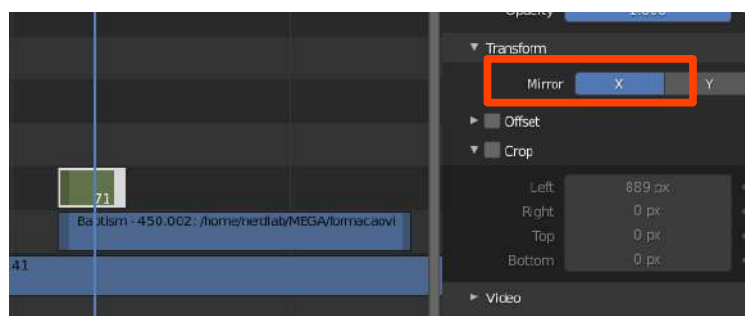 Opacity 1.000
Transform
Mirror X Y
Offset
Crop
71
Left 889 px
Baptism - 450.002: /home/nerdlab/MEGA/formacaovi
Right 0 px
Top 0 px
41
Bottom 0 px
Video